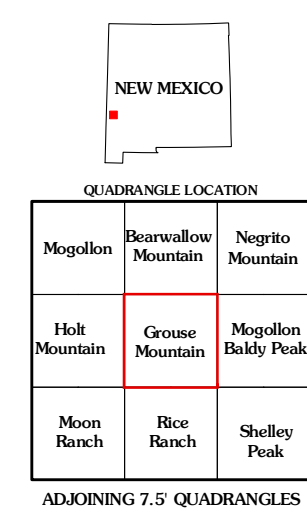 NEW MEXICO
QUADRANGLE LOCATION
Mogollon
Bearwallow
Mountain
Negrito
Mountain
Holt
Mountain
Grouse
Mountain
Mogollon
Baldy Peak
Moon
Ranch
Rice
Ranch
Shelley
Peak
ADJOINING 7.5' QUADRANGLES